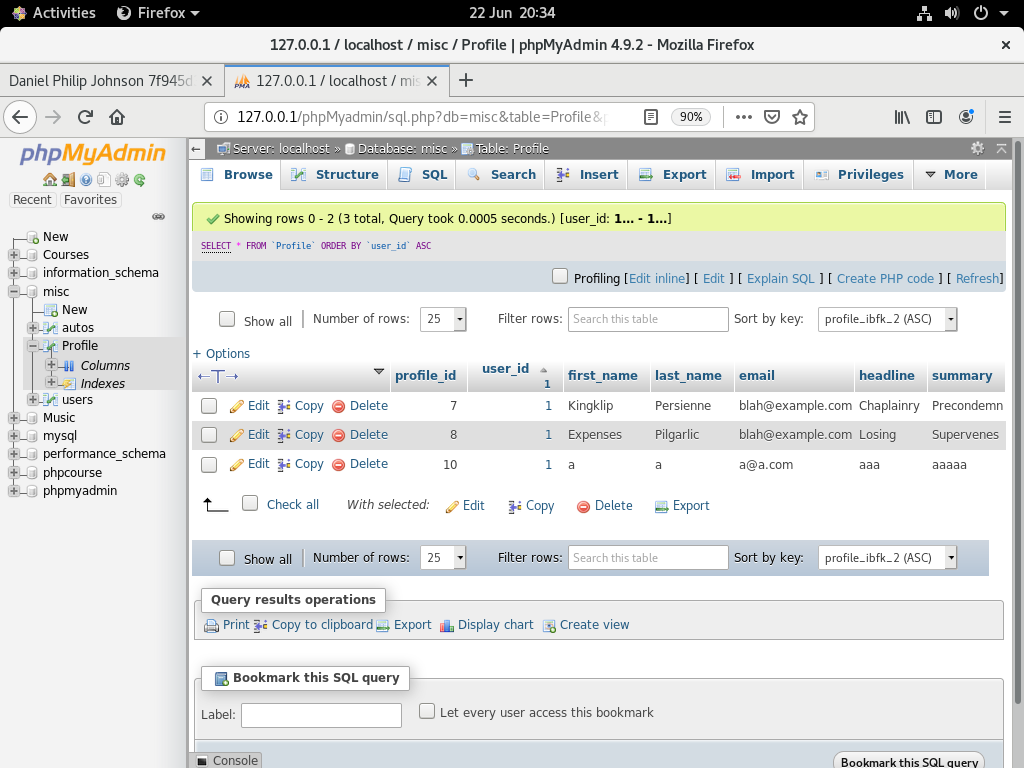 Activities Firefox 22 Jun 20:34
127.0.0.1 / localhost / misc / Profile | phpMyAdmin 4.9.2 - Mozilla Firefox
Daniel Philip Johnson 7f945d 127.0.0.1 / localhost / mis
127.0.0.1/phpMyadmin/sql.php?db=misc&table=Profile& 90%
phpMyAdmin
Recent Favorites
New
Courses
information_schema
misc
New
autos
Profile
Columns
Indexes
users
Music
mysql
performance_schema
phpcourse
phpmyadmin
Server: localhost » Database: misc » Table: Profile
Browse Structure SQL Search Insert Export Import Privileges More
Showing rows 0 - 2 (3 total, Query took 0.0005 seconds.) [user_id: 1... - 1...]
SELECT * FROM `Profile` ORDER BY `user_id` ASC
Profiling [Edit inline] [ Edit ] [ Explain SQL ] [ Create PHP code ] [ Refresh]
Show all Number of rows: 25 Filter rows: Search this table Sort by key: profile_ibfk_2 (ASC)
+ Options
←T→ profile_id user_id 1 first_name last_name email headline summary
Edit Copy Delete 7 1 Kingklip Persienne blah@example.com Chaplainry Precondemn
Edit Copy Delete 8 1 Expenses Pilgarlic blah@example.com Losing Supervenes
Edit Copy Delete 10 1 a a a@a.com aaa aaaaa
Check all With selected: Edit Copy Delete Export
Show all Number of rows: 25 Filter rows: Search this table Sort by key: profile_ibfk_2 (ASC)
Query results operations
Print Copy to clipboard Export Display chart Create view
Bookmark this SQL query
Label: Let every user access this bookmark
Console Bookmark this SQL query